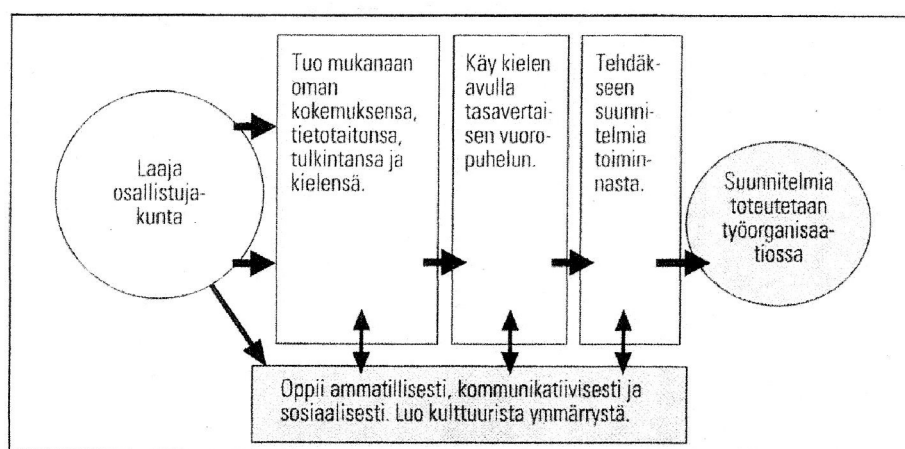 Laaja
osallistuja-
kunta
Tuo mukanaan
oman
kokemuksensa,
tietotaitonsa,
tulkintansa ja
kielensä.
Käy kielen
avulla
tasavertai-
sen vuoro-
puhelun.
Tehdäk-
seen
suunni-
telmia
toimin-
nasta.
Suunnitelmia
toteutetaan
työorganisaa-
tiossa
Oppii ammatillisesti, kommunikatiivisesti ja
sosiaalisesti. Luo kulttuurista ymmärrystä.